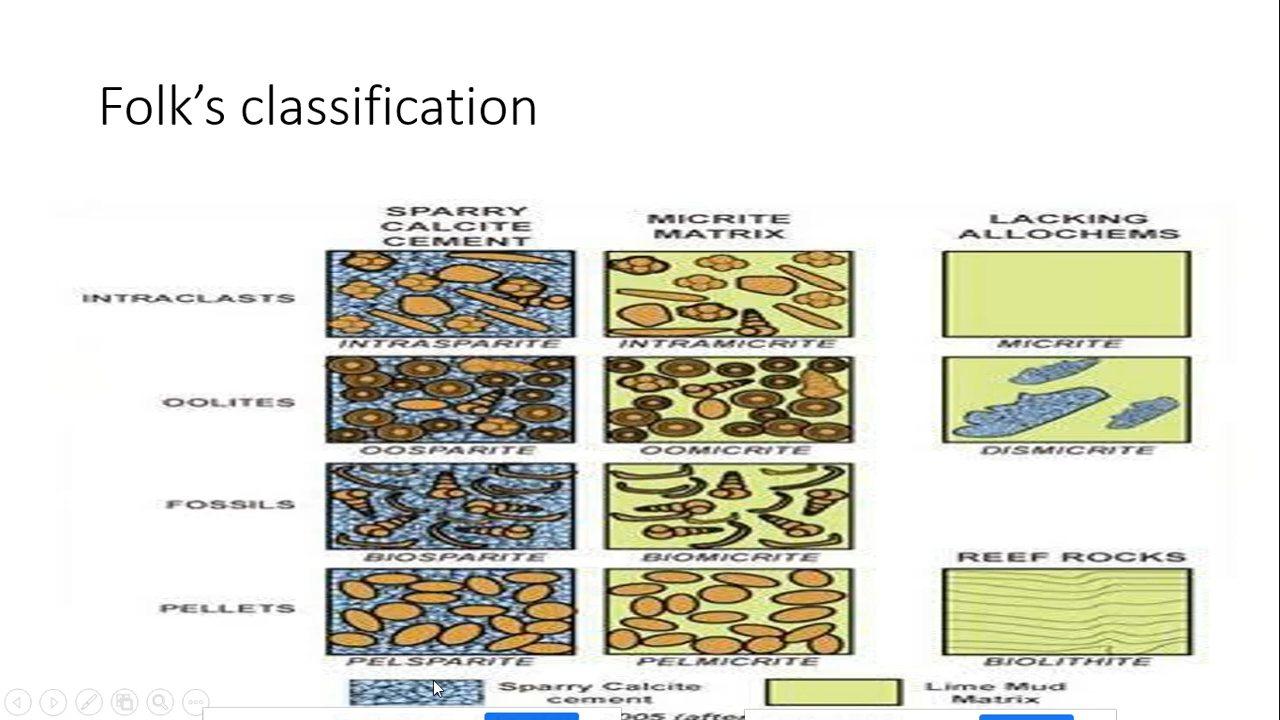 Folk’s classification
SPARRY
CALCITE
CEMENT
MICRITE
MATRIX
LACKING
ALLOCHEMS
INTRACLASTS
INTRASPARITE
INTRAMICRITE
MICRITE
OOLITES
OOSPARITE
OOMICRITE
DISMICRITE
FOSSILS
BIOSPARITE
BIOMICRITE
REEF ROCKS
PELLETS
PELSPARITE
PELMICRITE
BIOLITHITE
Sparry Calcite
cement
Lime Mud
Matrix